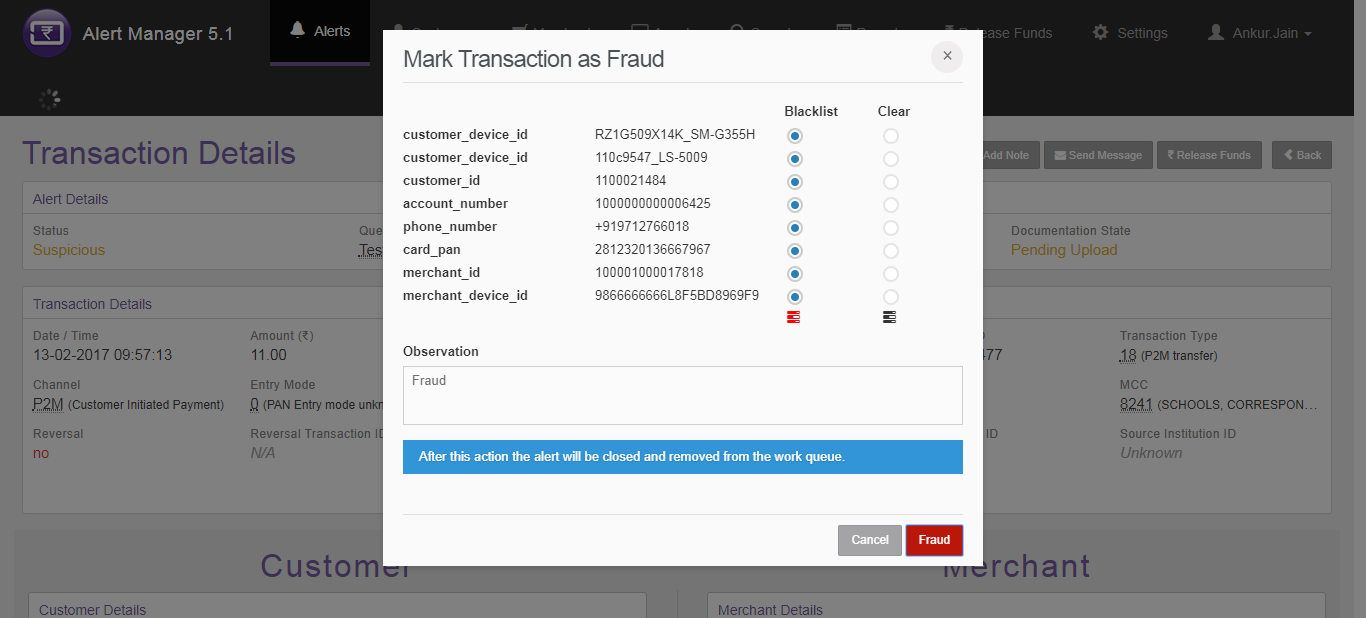 Alert Manager 5.1
Alerts
Release Funds
Settings
Ankur.Jain
Mark Transaction as Fraud
×
Blacklist Clear
customer_device_id RZ1G509X14K_SM-G355H
customer_device_id 110c9547_LS-5009
customer_id 1100021484
account_number 1000000000006425
phone_number +919712766018
card_pan 2812320136667967
merchant_id 100001000017818
merchant_device_id 9866666666L8F5BD8969F9
Observation
Fraud
After this action the alert will be closed and removed from the work queue.
Cancel Fraud
Transaction Details
Add Note Send Message ₹ Release Funds Back
Alert Details
Status
Suspicious
Documentation State
Pending Upload
Transaction Details
Date / Time Amount (₹) Transaction Type
13-02-2017 09:57:13 11.00 477 18 (P2M transfer)
Channel Entry Mode MCC
P2M (Customer Initiated Payment) 0 (PAN Entry mode unkn 8241 (SCHOOLS, CORRESPON…
Reversal Reversal Transaction ID ID Source Institution ID
no N/A Unknown
Customer Merchant
Customer Details Merchant Details